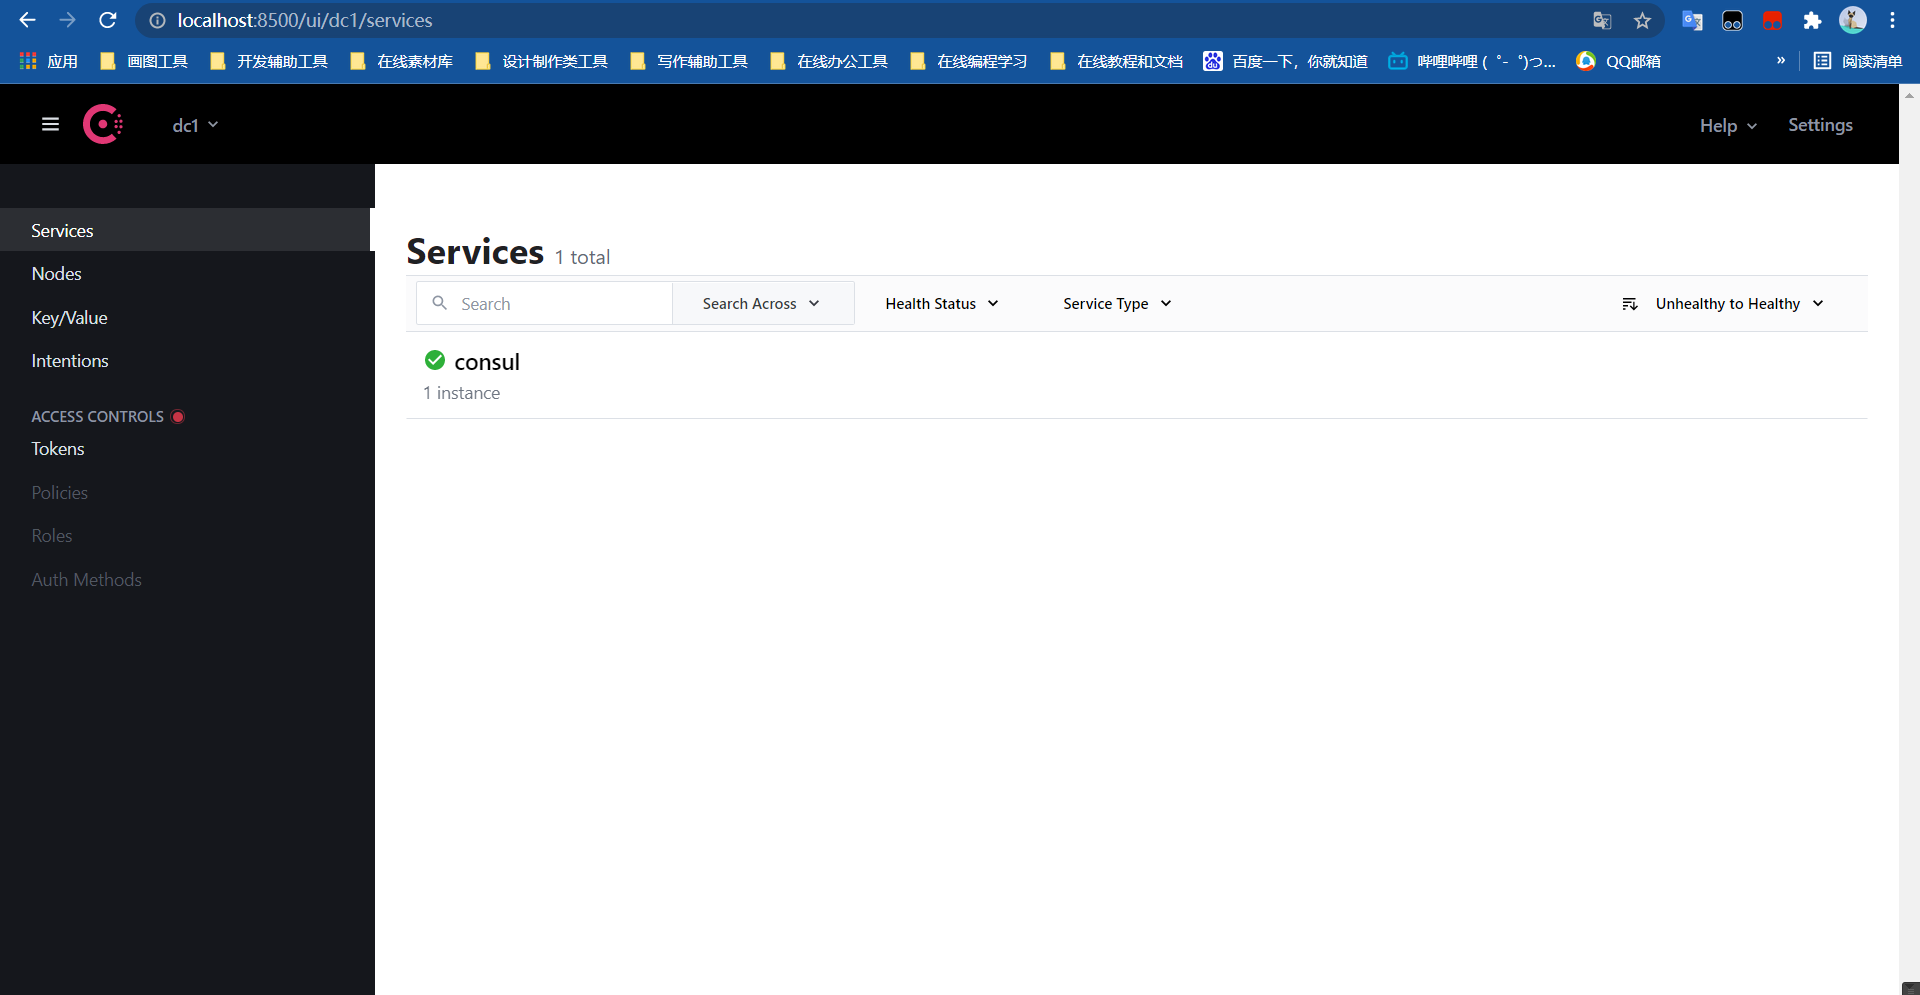 localhost:8500/ui/dc1/services
应用 画图工具 开发辅助工具 在线素材库 设计制作类工具 写作辅助工具 在线办公工具 在线编程学习 在线教程和文档 百度一下，你就知道 哔哩哔哩 ( ゜- ゜)つ... QQ邮箱 » 阅读清单
dc1 Help Settings
Services
Nodes
Key/Value
Intentions
ACCESS CONTROLS
Tokens
Policies
Roles
Auth Methods
Services 1 total
Search Search Across Health Status Service Type Unhealthy to Healthy
consul
1 instance